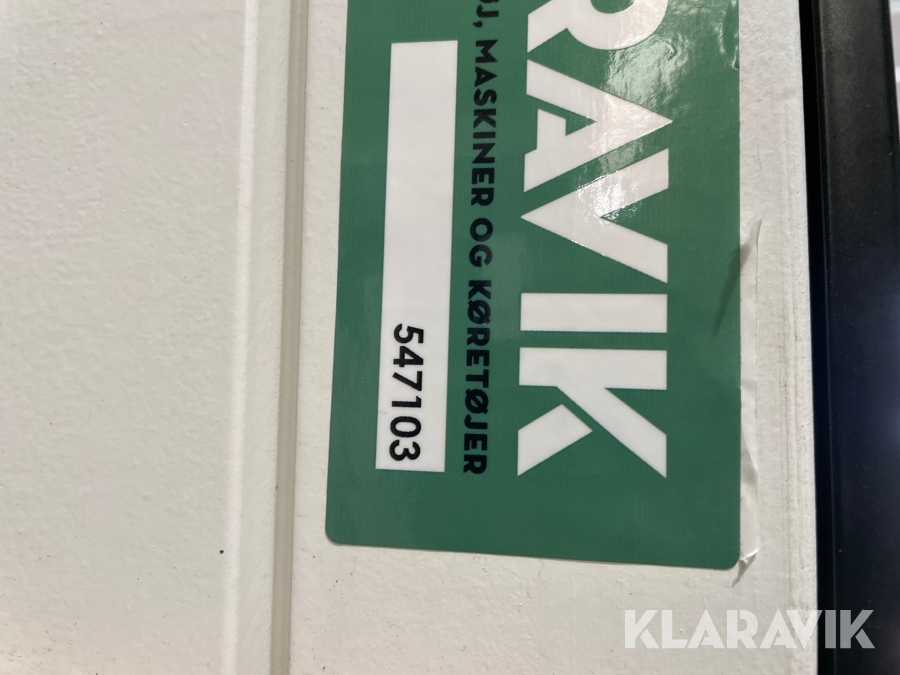 RAVIK
J, MASKINER OG KØRETØJER
547103
KLARAVIK